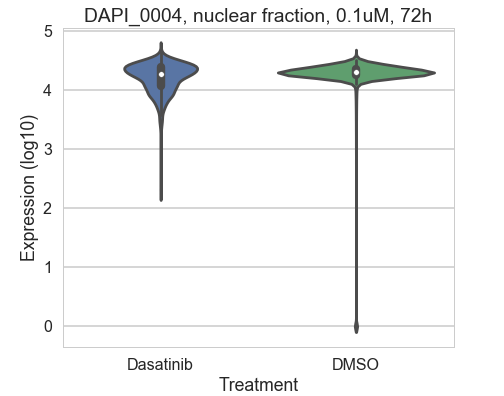 DAPI_0004, nuclear fraction, 0.1uM, 72h
Expression (log10)
5
4
3
2
1
0
Dasatinib DMSO
Treatment